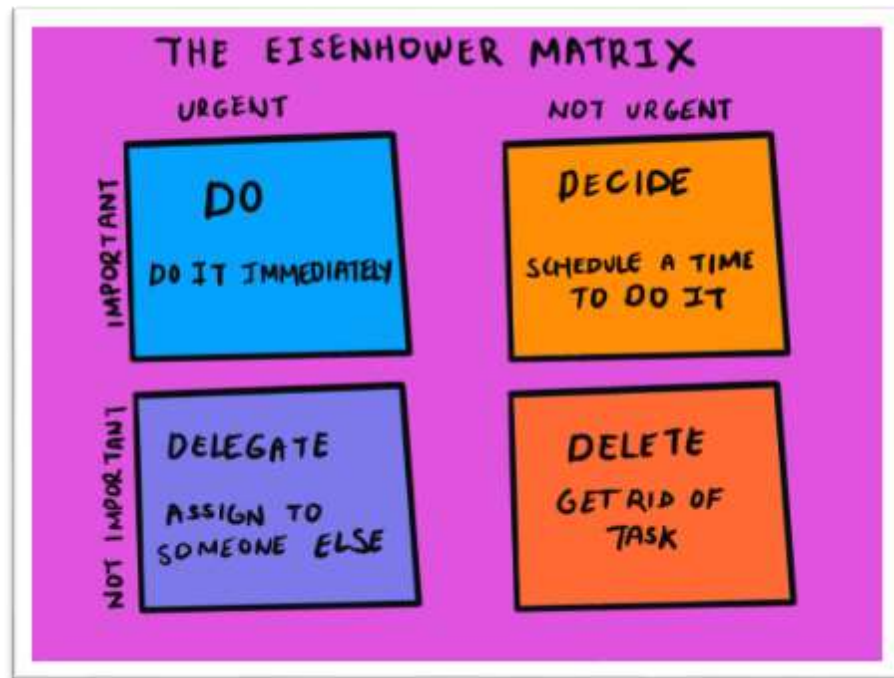 THE EISENHOWER MATRIX
URGENT
NOT URGENT
IMPORTANT
DO
DO IT IMMEDIATELY
DECIDE
SCHEDULE A TIME
TO DO IT
NOT IMPORTANT
DELEGATE
ASSIGN TO
SOMEONE ELSE
DELETE
GET RID OF
TASK